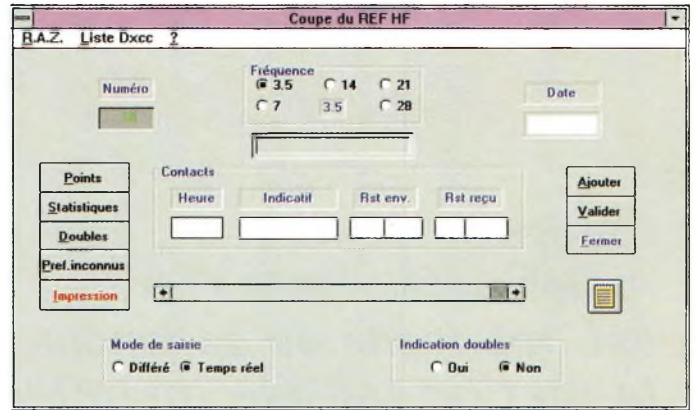 Coupe du REF HF
R.A.Z. Liste Dxcc ?
Numéro
Fréquence
3.5 14 21
7 3.5 28
Date
Points
Statistiques
Doubles
Pref.inconnus
Impression
Contacts
Heure Indicatif Rst env. Rst reçu
Ajouter
Valider
Fermer
Mode de saisie
Différé Temps réel
Indication doubles
Oui Non